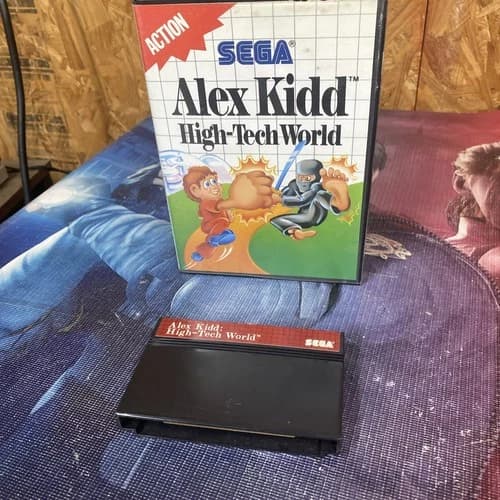 ACTION
SEGA®
Alex Kidd™
High-Tech World
Alex Kidd:
High-Tech World™
SEGA